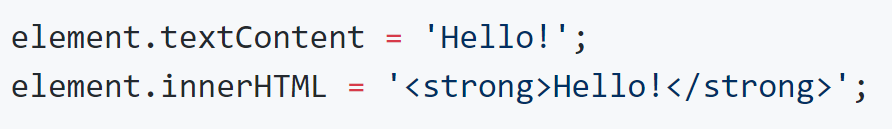 element.textContent = 'Hello!';
element.innerHTML = '<strong>Hello!</strong>';